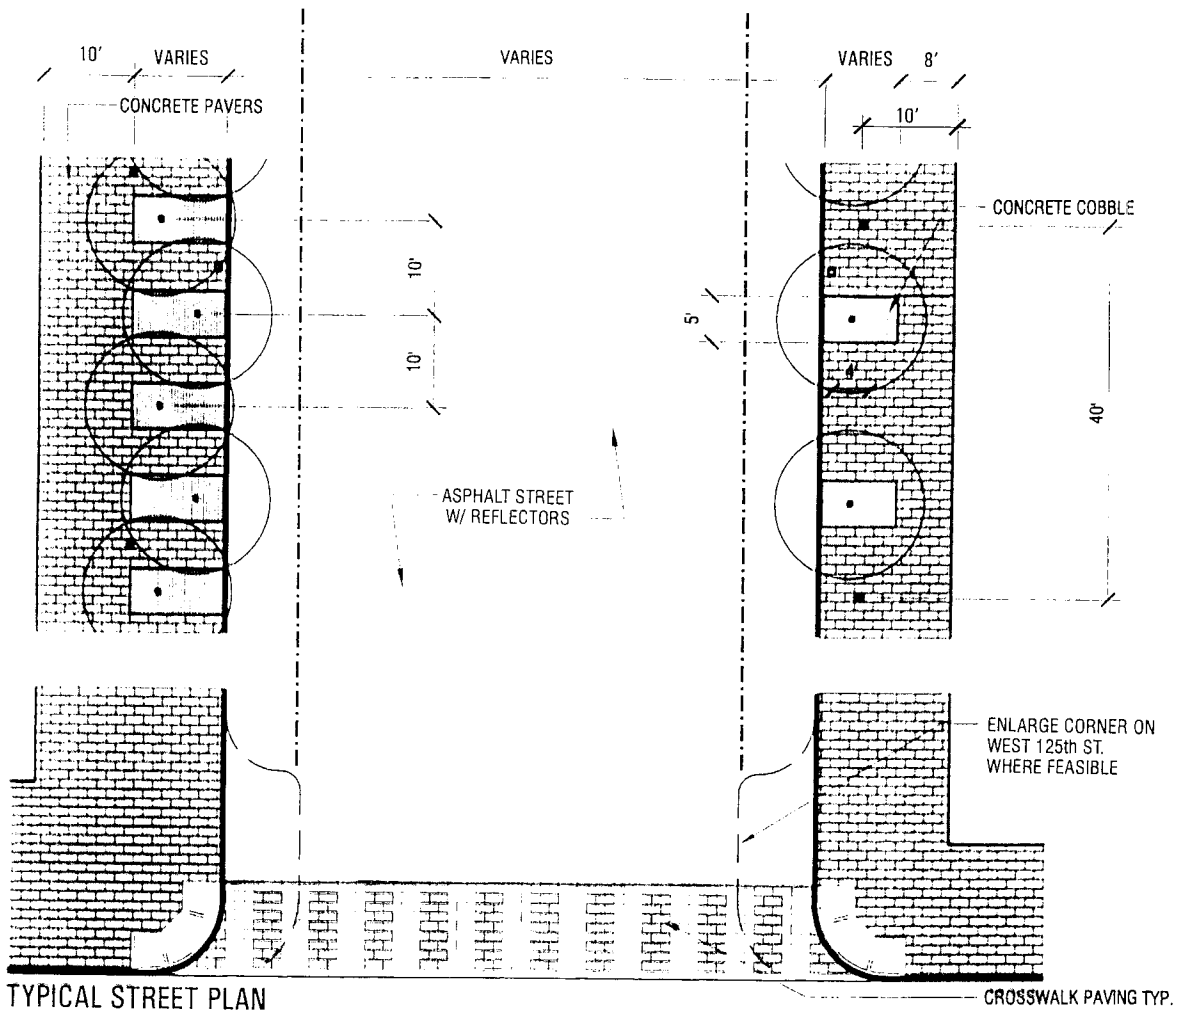 10'
VARIES
VARIES
VARIES
8'
10'
CONCRETE PAVERS
CONCRETE COBBLE
10'
5'
10'
4'
40'
ASPHALT STREET
W/ REFLECTORS
ENLARGE CORNER ON
WEST 125th ST.
WHERE FEASIBLE
TYPICAL STREET PLAN
CROSSWALK PAVING TYP.